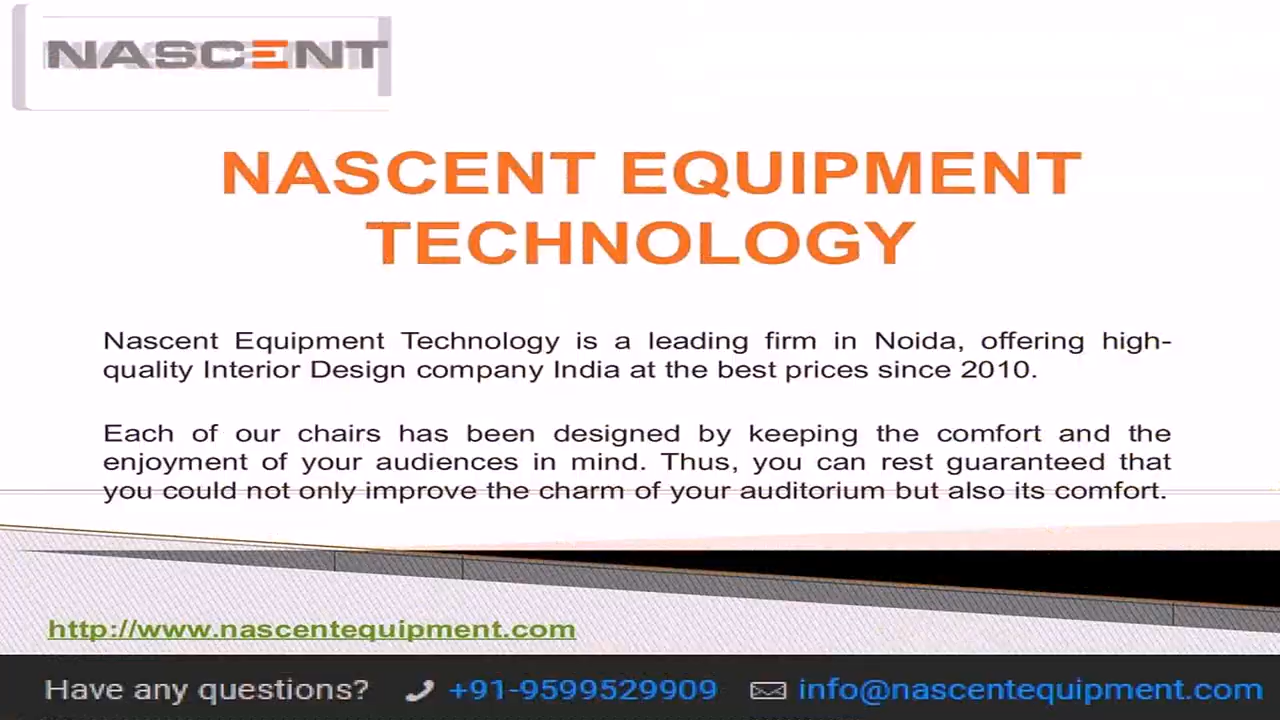 NASCENT
NASCENT EQUIPMENT
TECHNOLOGY
Nascent Equipment Technology is a leading firm in Noida, offering high-
quality Interior Design company India at the best prices since 2010.
Each of our chairs has been designed by keeping the comfort and the
enjoyment of your audiences in mind. Thus, you can rest guaranteed that
you could not only improve the charm of your auditorium but also its comfort.
http://www.nascentequipment.com
Have any questions? +91-9599529909 info@nascentequipment.com